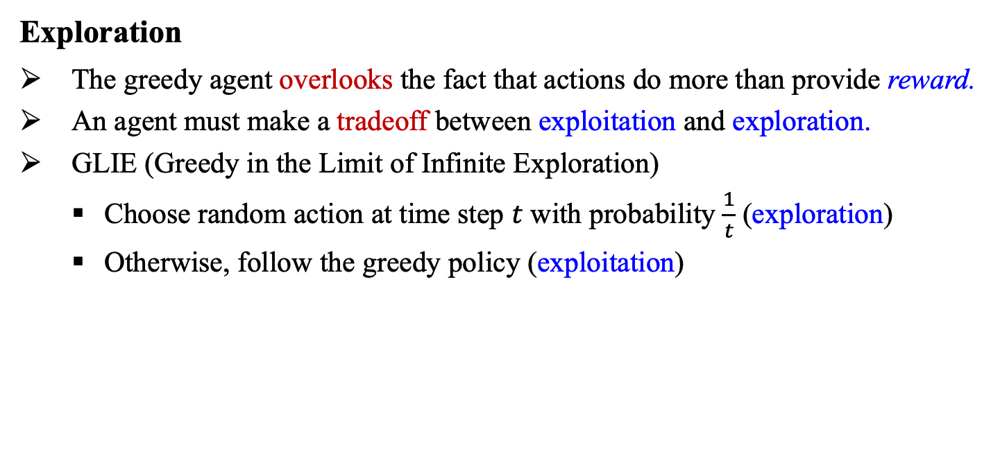 Exploration
➢ The greedy agent overlooks the fact that actions do more than provide reward.
➢ An agent must make a tradeoff between exploitation and exploration.
➢ GLIE (Greedy in the Limit of Infinite Exploration)
▪ Choose random action at time step t with probability 1/t (exploration)
▪ Otherwise, follow the greedy policy (exploitation)